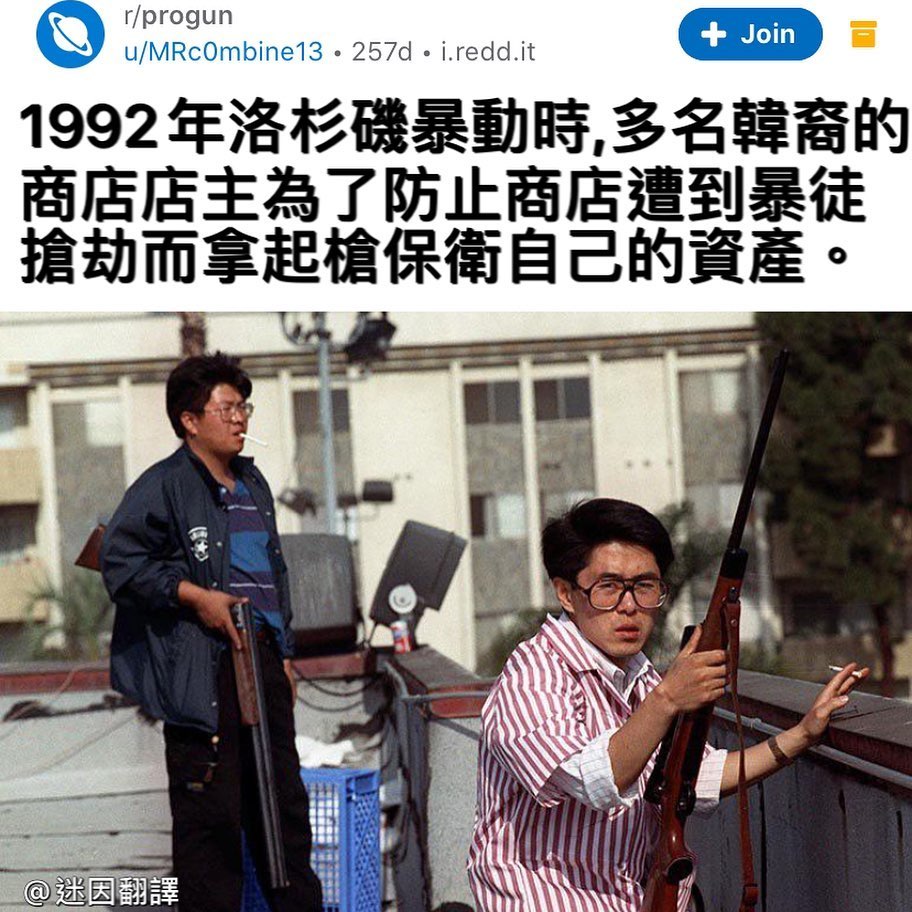 r/progun
u/MRc0mbine13 • 257d • i.redd.it
Join
1992年洛杉磯暴動時,多名韓裔的
商店店主為了防止商店遭到暴徒
搶劫而拿起槍保衛自己的資產。
@迷因翻譯